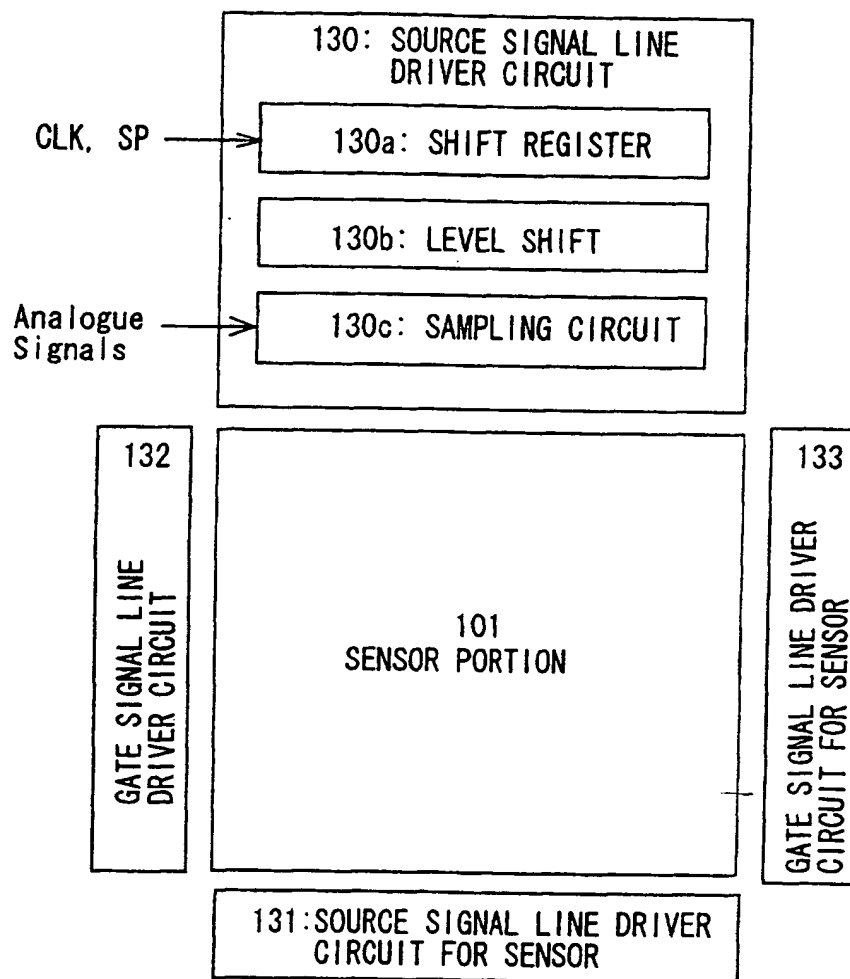 130: SOURCE SIGNAL LINE
DRIVER CIRCUIT
CLK, SP
130a: SHIFT REGISTER
130b: LEVEL SHIFT
Analogue
Signals
130c: SAMPLING CIRCUIT
132
GATE SIGNAL LINE
DRIVER CIRCUIT
101
SENSOR PORTION
133
GATE SIGNAL LINE DRIVER
CIRCUIT FOR SENSOR
131:SOURCE SIGNAL LINE DRIVER
CIRCUIT FOR SENSOR